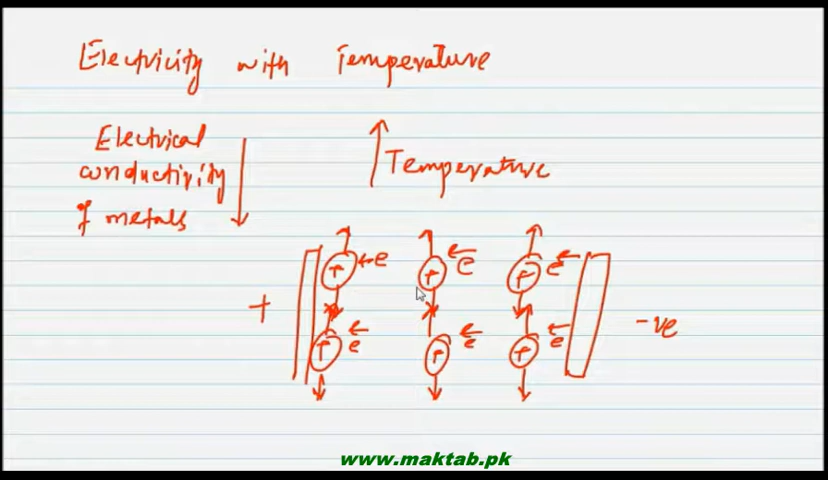 Electricity with Temperature
Electrical
conductivity
of metals
Temperature
+ + e + e + e
+ e + e + e
+
-ve
www.maktab.pk